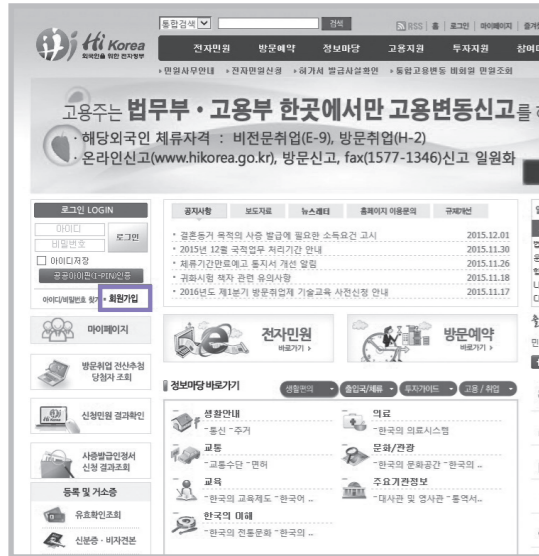 통합검색
검색
RSS | 홈 | 로그인 | 마이페이지 |
Hi Korea
외국인을 위한 전자정부
전자민원 방문예약 정보마당 고용지원 투자지원
민원사무안내 전자민원신청 허가서 발급사실확인 통합고용변동 비회원 민원조회
고용주는 법무부・고용부 한곳에서만 고용변동신고를
· 해당외국인 체류자격 : 비전문취업(E-9), 방문취업(H-2)
· 온라인신고(www.hikorea.go.kr), 방문신고, fax(1577-1346)신고 일원화
로그인 LOGIN
아이디
비밀번호
로그인
아이디저장
공공아이핀(I-PIN)인증
아이디/비밀번호 찾기 회원가입
마이페이지
방문취업 전산추첨
당첨자 조회
신청민원 결과확인
사증발급인정서
신청 결과조회
등록 및 거소증
유효확인조회
신분증・비자견본
공지사항 보도자료 뉴스레터 홈페이지 이용문의 규제개선
· 결혼동거 목적의 사증 발급에 필요한 소득요건 고시 2015.12.01
· 2015년 12월 국적업무 처리기간 안내 2015.11.30
· 체류기간만료예고 통지서 개선 알림 2015.11.26
· 귀화시험 책자 관련 유의사항 2015.11.18
· 2016년도 제1분기 방문취업제 기술교육 사전신청 안내 2015.11.17
전자민원
바로가기
방문예약
바로가기
정보마당 바로가기
생활편의 출입국/체류 투자가이드 고용 / 취업
생활안내
통신 주거
의료
한국의 의료시스템
교통
교통수단 면허
문화/관광
한국의 문화공간 한국의 ..
교육
한국의 교육제도 한국어 ..
주요기관정보
대사관 및 영사관 통역서..
한국의 이해
한국의 전통문화 한국의 ..